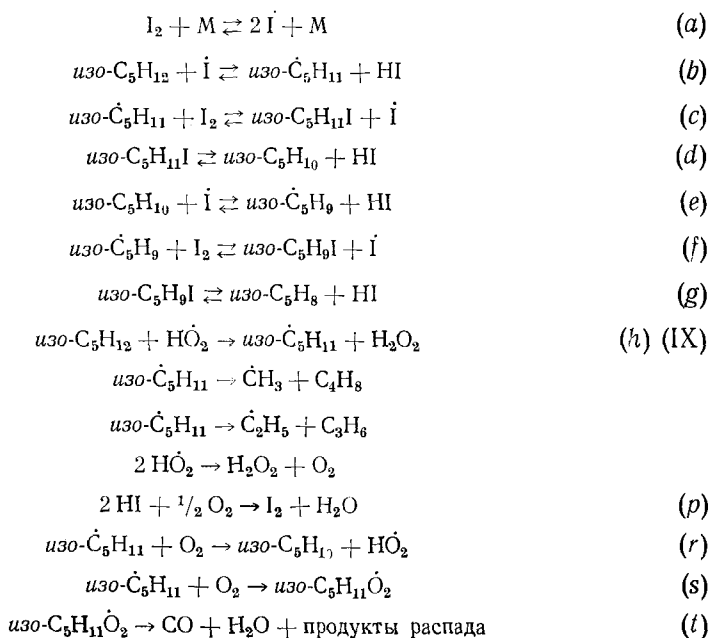 I₂ + M ⇄ 2 İ + M (a)
изо-C₅H₁₂ + İ ⇄ изо-Ċ₅H₁₁ + HI (b)
изо-Ċ₅H₁₁ + I₂ ⇄ изо-C₅H₁₁I + İ (c)
изо-C₅H₁₁I ⇄ изо-C₅H₁₀ + HI (d)
изо-C₅H₁₀ + İ ⇄ изо-Ċ₅H₉ + HI (e)
изо-Ċ₅H₉ + I₂ ⇄ изо-C₅H₉I + İ (f)
изо-C₅H₉I ⇄ изо-C₅H₈ + HI (g)
изо-C₅H₁₂ + HȮ₂ → изо-Ċ₅H₁₁ + H₂O₂ (h) (IX)
изо-Ċ₅H₁₁ → ĊH₃ + C₄H₈
изо-Ċ₅H₁₁ → Ċ₂H₅ + C₃H₆
2 HȮ₂ → H₂O₂ + O₂
2 HI + ¹/₂ O₂ → I₂ + H₂O (p)
изо-Ċ₅H₁₁ + O₂ → изо-C₅H₁₀ + HȮ₂ (r)
изо-Ċ₅H₁₁ + O₂ → изо-C₅H₁₁Ȯ₂ (s)
изо-C₅H₁₁Ȯ₂ → CO + H₂O + продукты распада (t)